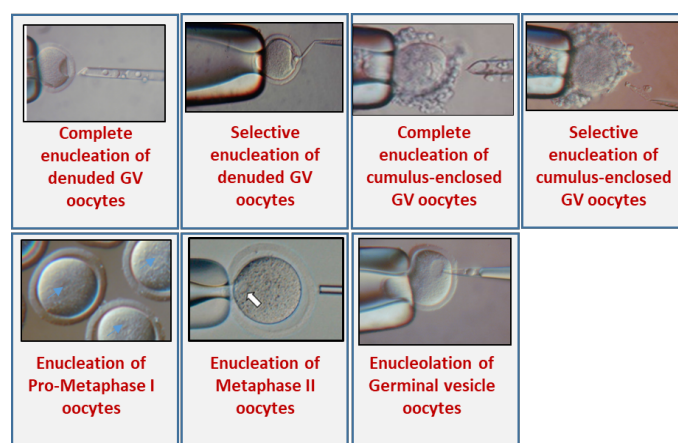 Complete
enucleation of
denuded GV
oocytes
Selective
enucleation of
denuded GV
oocytes
Complete
enucleation of
cumulus-enclosed
GV oocytes
Selective
enucleation of
cumulus-enclosed
GV oocytes
Enucleation of
Pro-Metaphase I
oocytes
Enucleation of
Metaphase II
oocytes
Enucleolation of
Germinal vesicle
oocytes